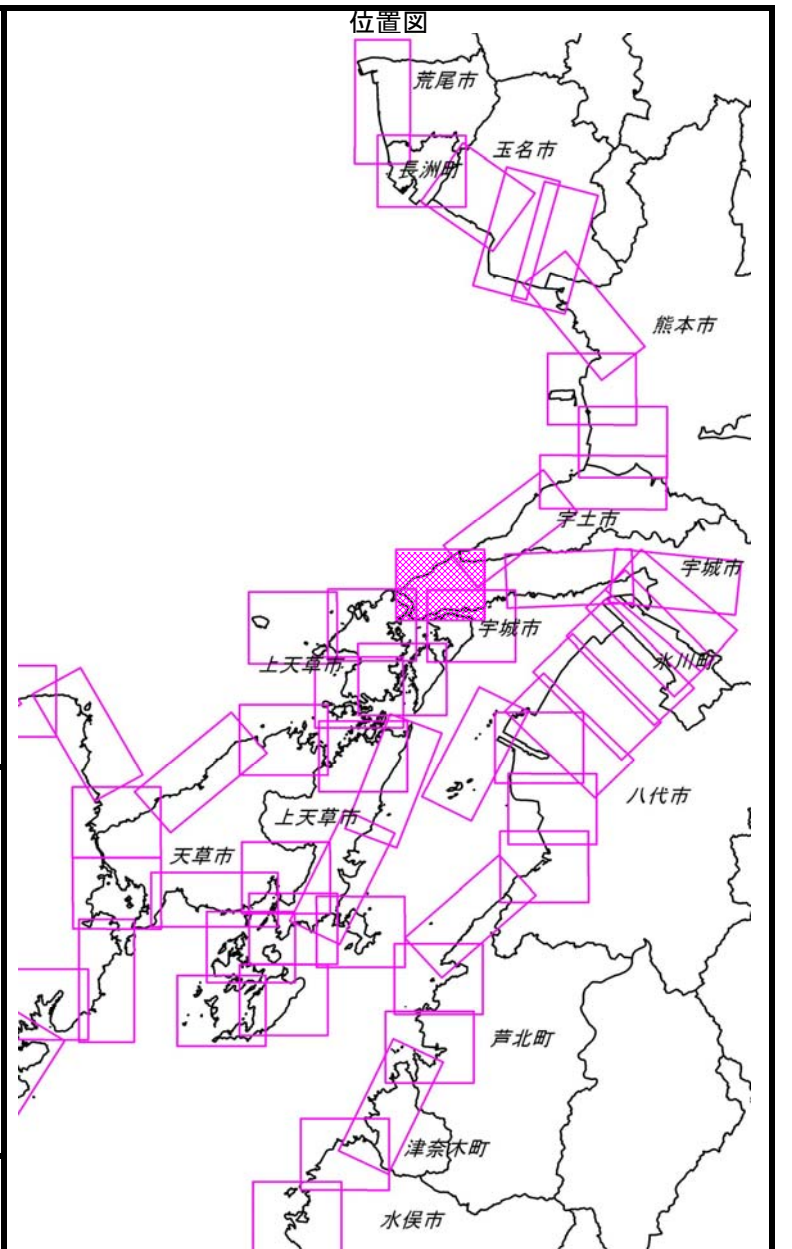 位置図
荒尾市
玉名市
長洲町
熊本市
宇土市
宇城市
宇城市
上天草市
氷川町
八代市
上天草市
天草市
芦北町
津奈木町
水俣市